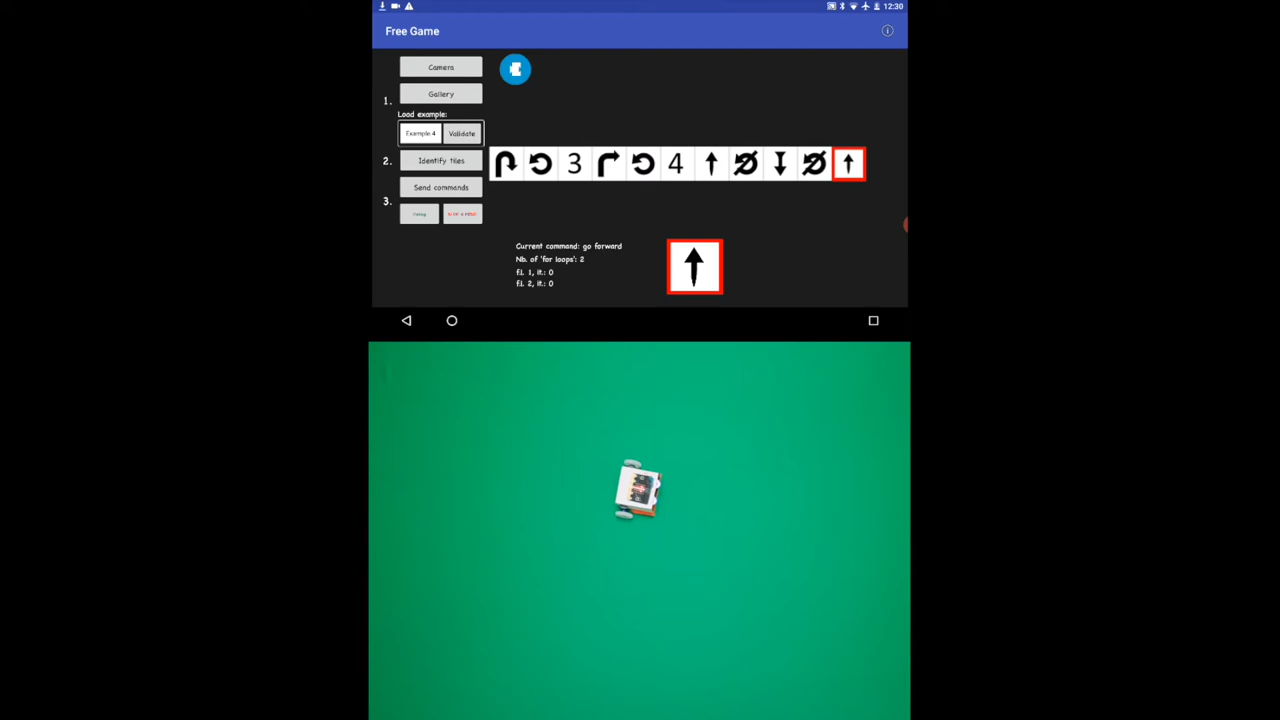 12:30
Free Game
Camera
1.
Gallery
Load example:
Example 4
Validate
2.
Identify tiles
3 4
Send commands
3.
Current command: go forward
Nb. of 'for loops': 2
f.l. 1, it.: 0
f.l. 2, it.: 0